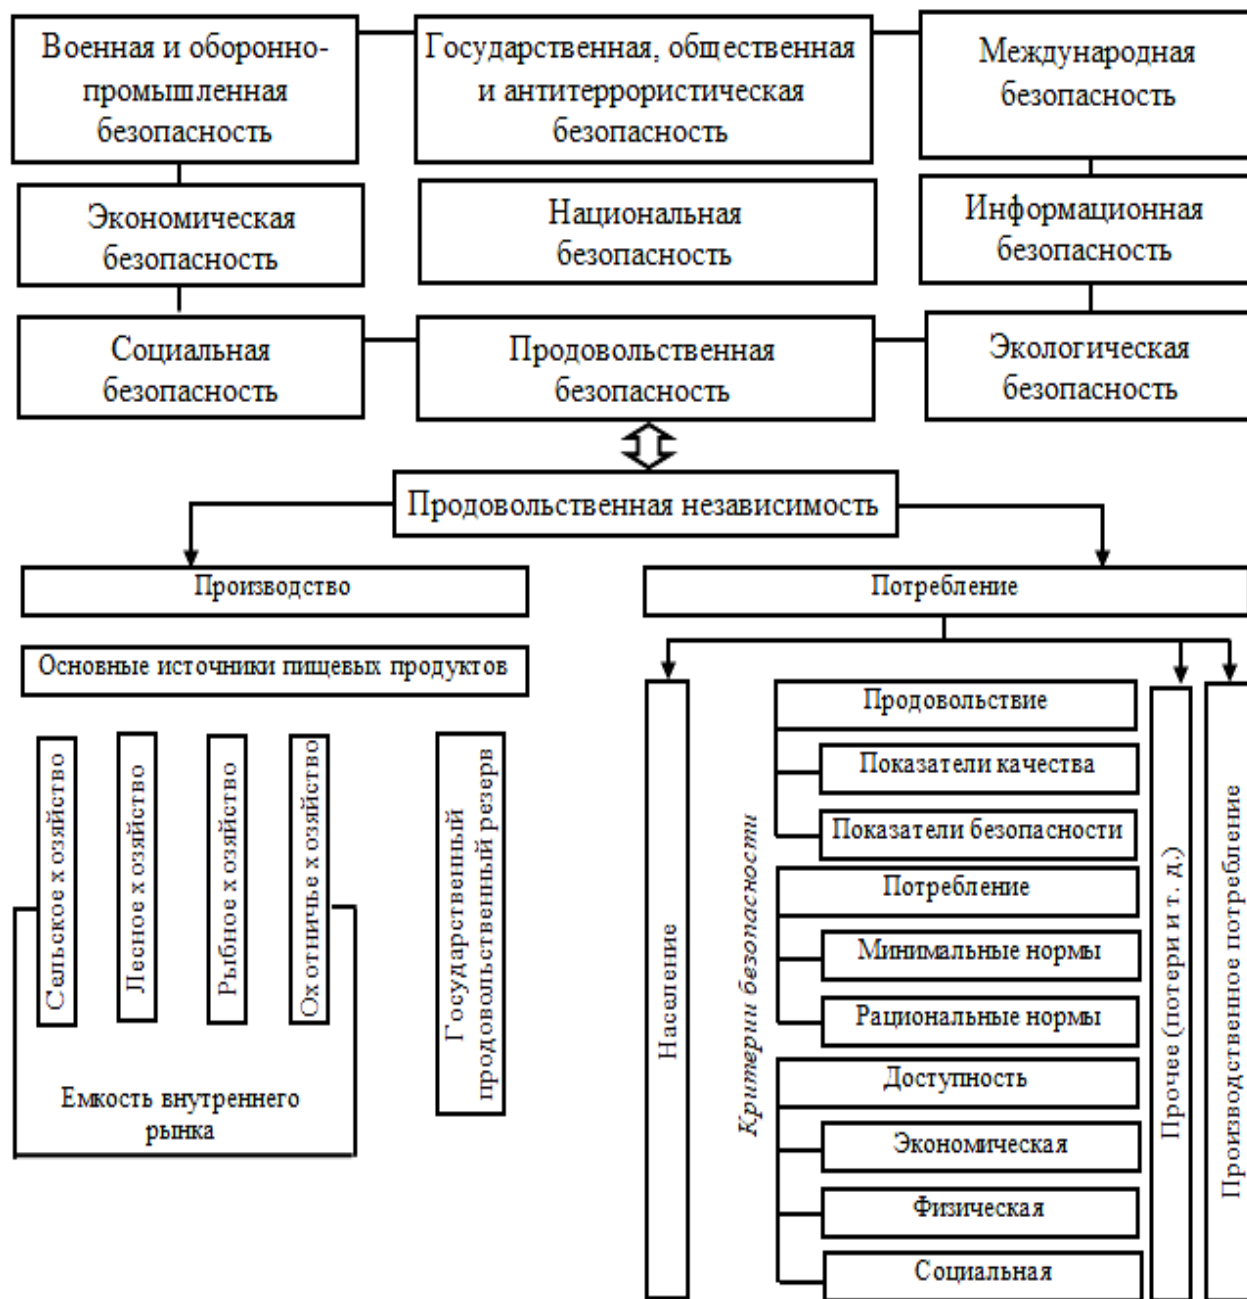 Военная и оборонно-
промышленная
безопасность
Государственная, общественная
и антитеррористическая
безопасность
Международная
безопасность
Экономическая
безопасность
Национальная
безопасность
Информационная
безопасность
Социальная
безопасность
Продовольственная
безопасность
Экологическая
безопасность
Продовольственная независимость
Производство
Потребление
Основные источники пищевых продуктов
Сельское хозяйство
Лесное хозяйство
Рыбное хозяйство
Охотничье хозяйство
Государственный
продовольственный резерв
Емкость внутреннего
рынка
Население
Критерии безопасности
Продовольствие
Показатели качества
Показатели безопасности
Потребление
Минимальные нормы
Рациональные нормы
Доступность
Экономическая
Физическая
Социальная
Прочее (потери и т. д.)
Производственное потребление